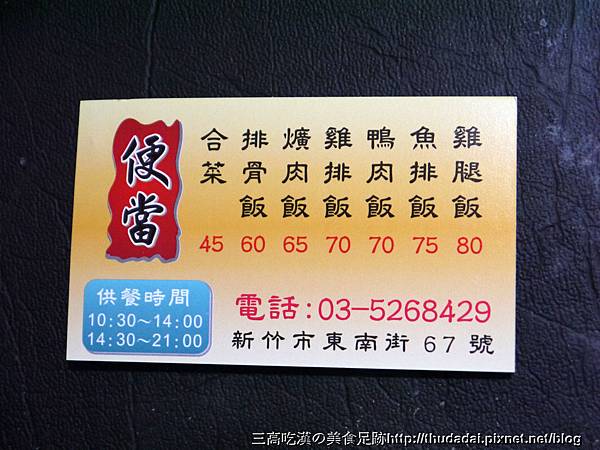 便當
合菜 45
排骨飯 60
爌肉飯 65
雞排飯 70
鴨肉飯 70
魚排飯 75
雞腿飯 80
供餐時間
10:30~14:00
14:30~21:00
電話:03-5268429
新竹市東南街 67 號
三高吃漢の美食足跡http://thudadai.pixnet.net/blog